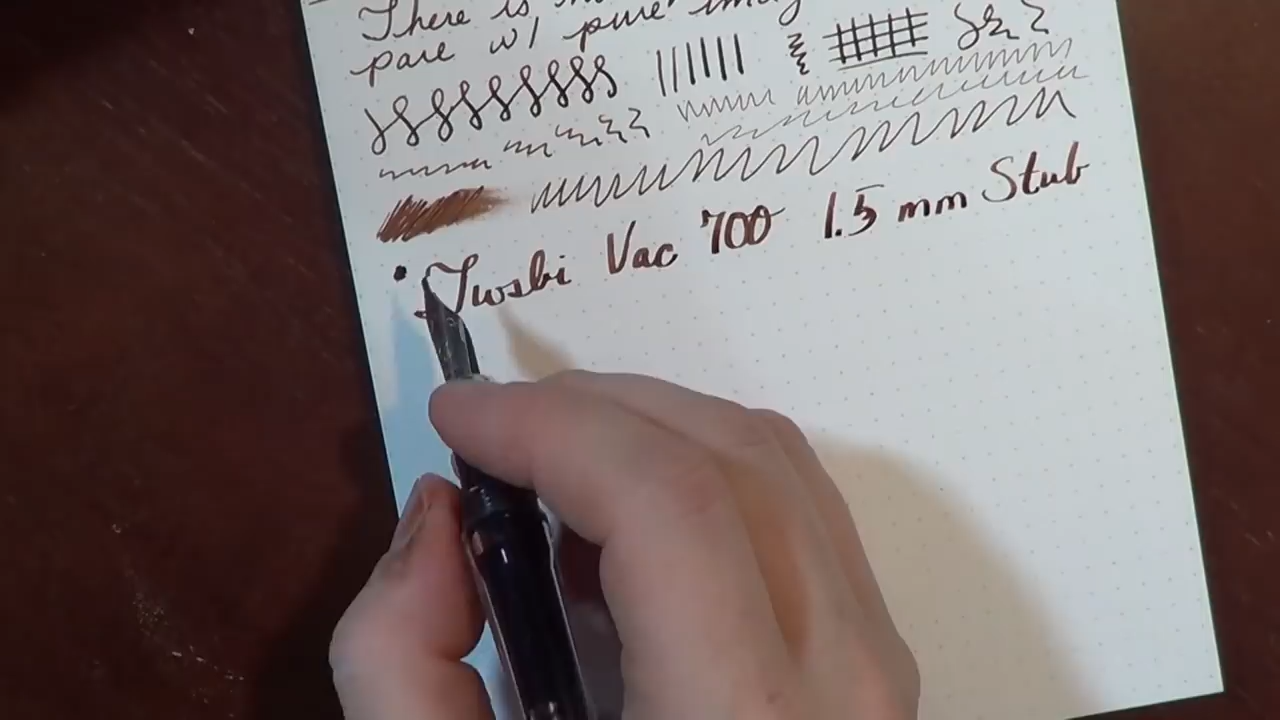 There is
pare w/ pure
• Twsbi Vac 700 1.5 mm Stub